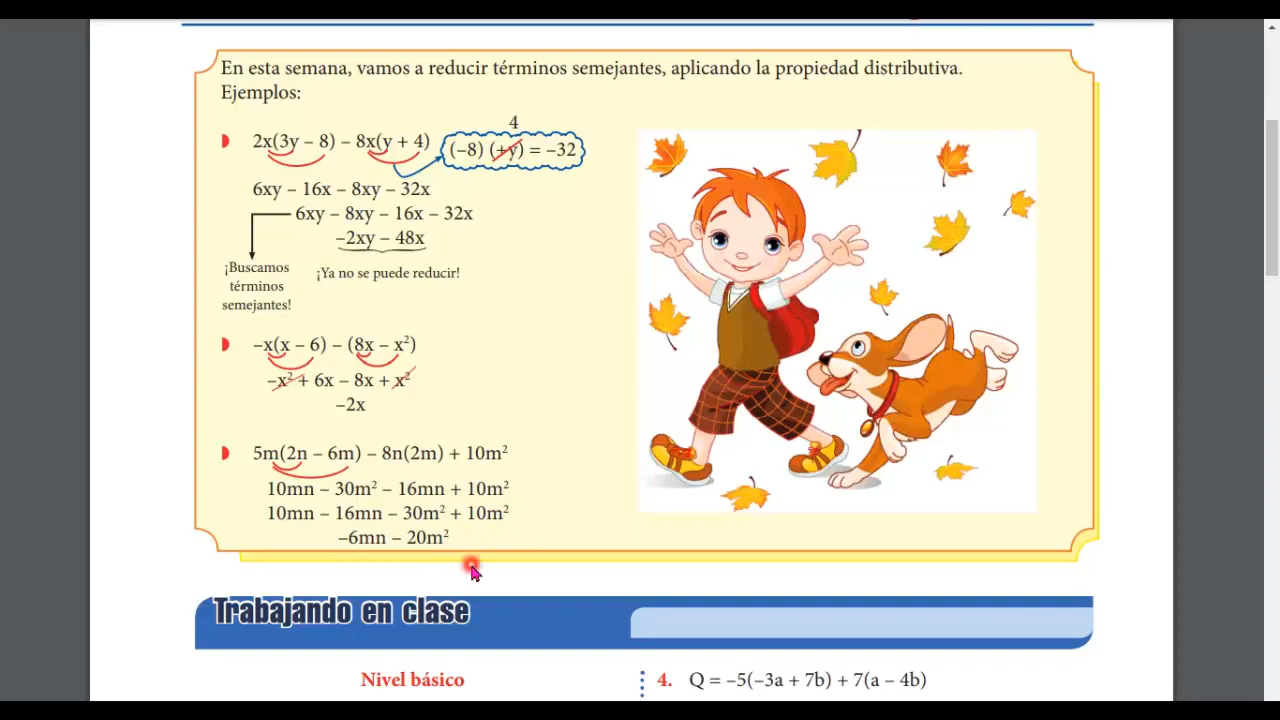 En esta semana, vamos a reducir términos semejantes, aplicando la propiedad distributiva.
Ejemplos:
2x(3y – 8) – 8x(y + 4)
4
(–8) (+y) = –32
6xy – 16x – 8xy – 32x
6xy – 8xy – 16x – 32x
–2xy – 48x
¡Buscamos
términos
semejantes!
¡Ya no se puede reducir!
–x(x – 6) – (8x – x²)
–x² + 6x – 8x + x²
–2x
5m(2n – 6m) – 8n(2m) + 10m²
10mn – 30m² – 16mn + 10m²
10mn – 16mn – 30m² + 10m²
–6mn – 20m²
Trabajando en clase
Nivel básico
4. Q = –5(–3a + 7b) + 7(a – 4b)